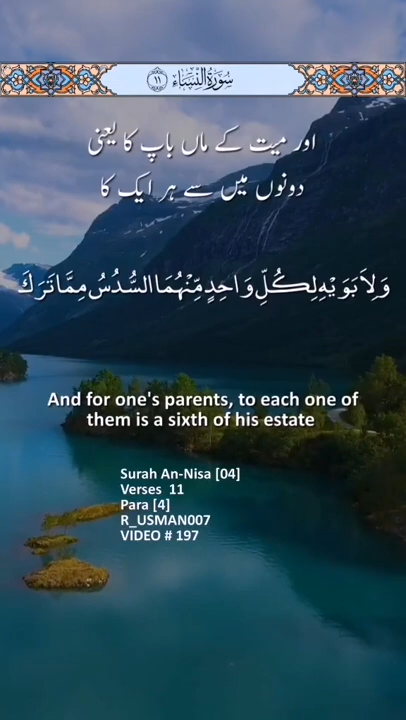 سُورَةُ النِّسَاءِ ١١
اور میت کے ماں باپ کا یعنی
دونوں میں سے ہر ایک کا
وَلِاَبَوَيْهِ لِكُلِّ وَاحِدٍ مِّنْهُمَا السُّدُسُ مِمَّا تَرَكَ
And for one's parents, to each one of
them is a sixth of his estate
Surah An-Nisa [04]
Verses 11
Para [4]
R_USMAN007
VIDEO # 197